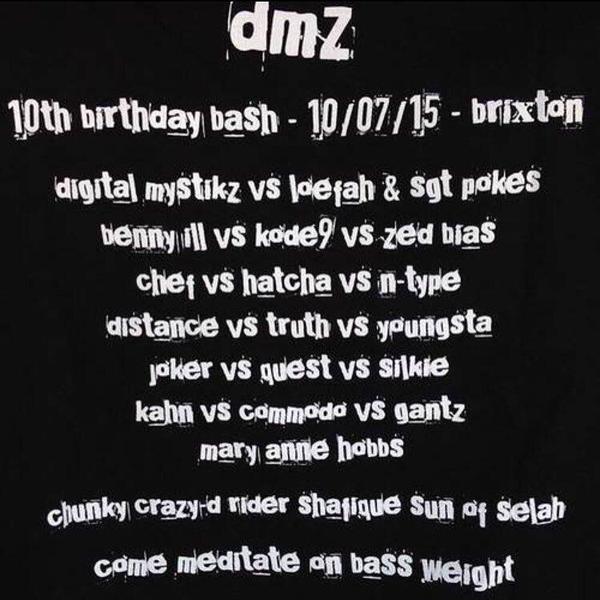 dmz
10th birthday bash - 10/07/15 - brixton
digital mystikz vs loefah & sgt pokes
benny ill vs kode9 vs zed bias
chef vs hatcha vs n-type
distance vs truth vs youngsta
joker vs quest vs silkie
kahn vs commodo vs gantz
mary anne hobbs
chunky crazy-d rider shafique sun of selah
come meditate on bass weight